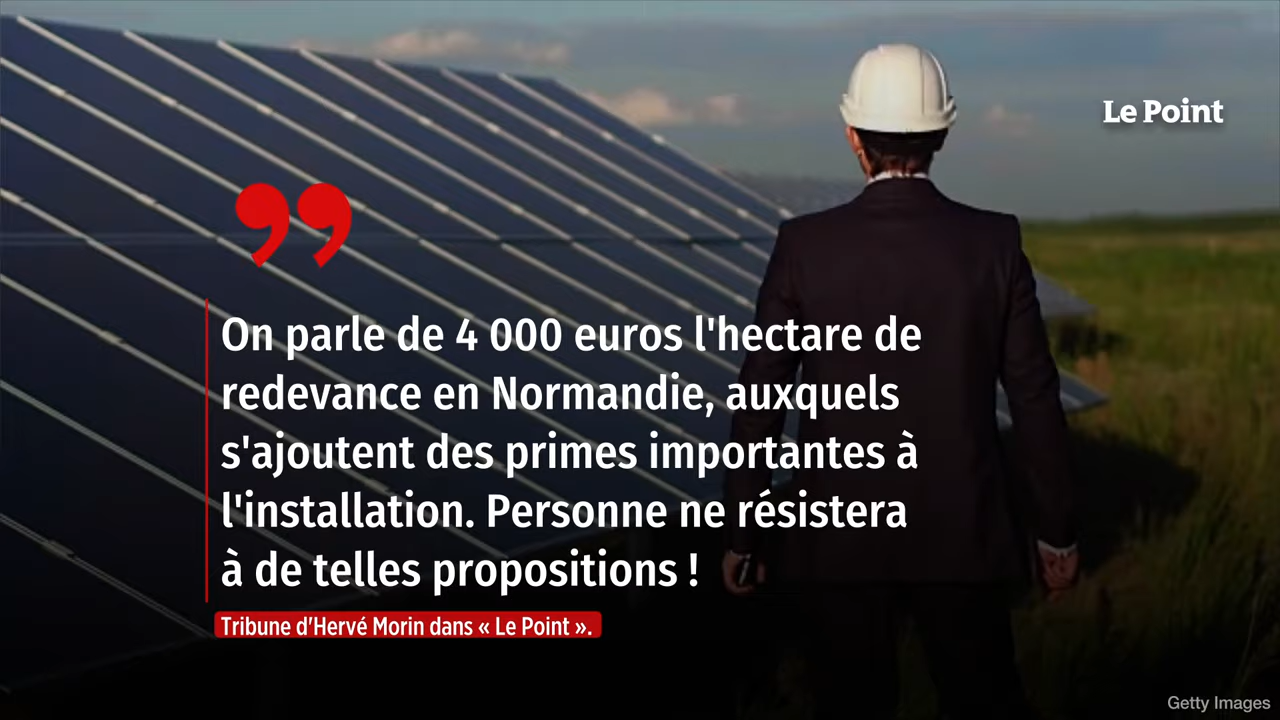 Le Point
”
On parle de 4 000 euros l'hectare de
redevance en Normandie, auxquels
s'ajoutent des primes importantes à
l'installation. Personne ne résistera
à de telles propositions !
Tribune d'Hervé Morin dans « Le Point ».
Getty Images